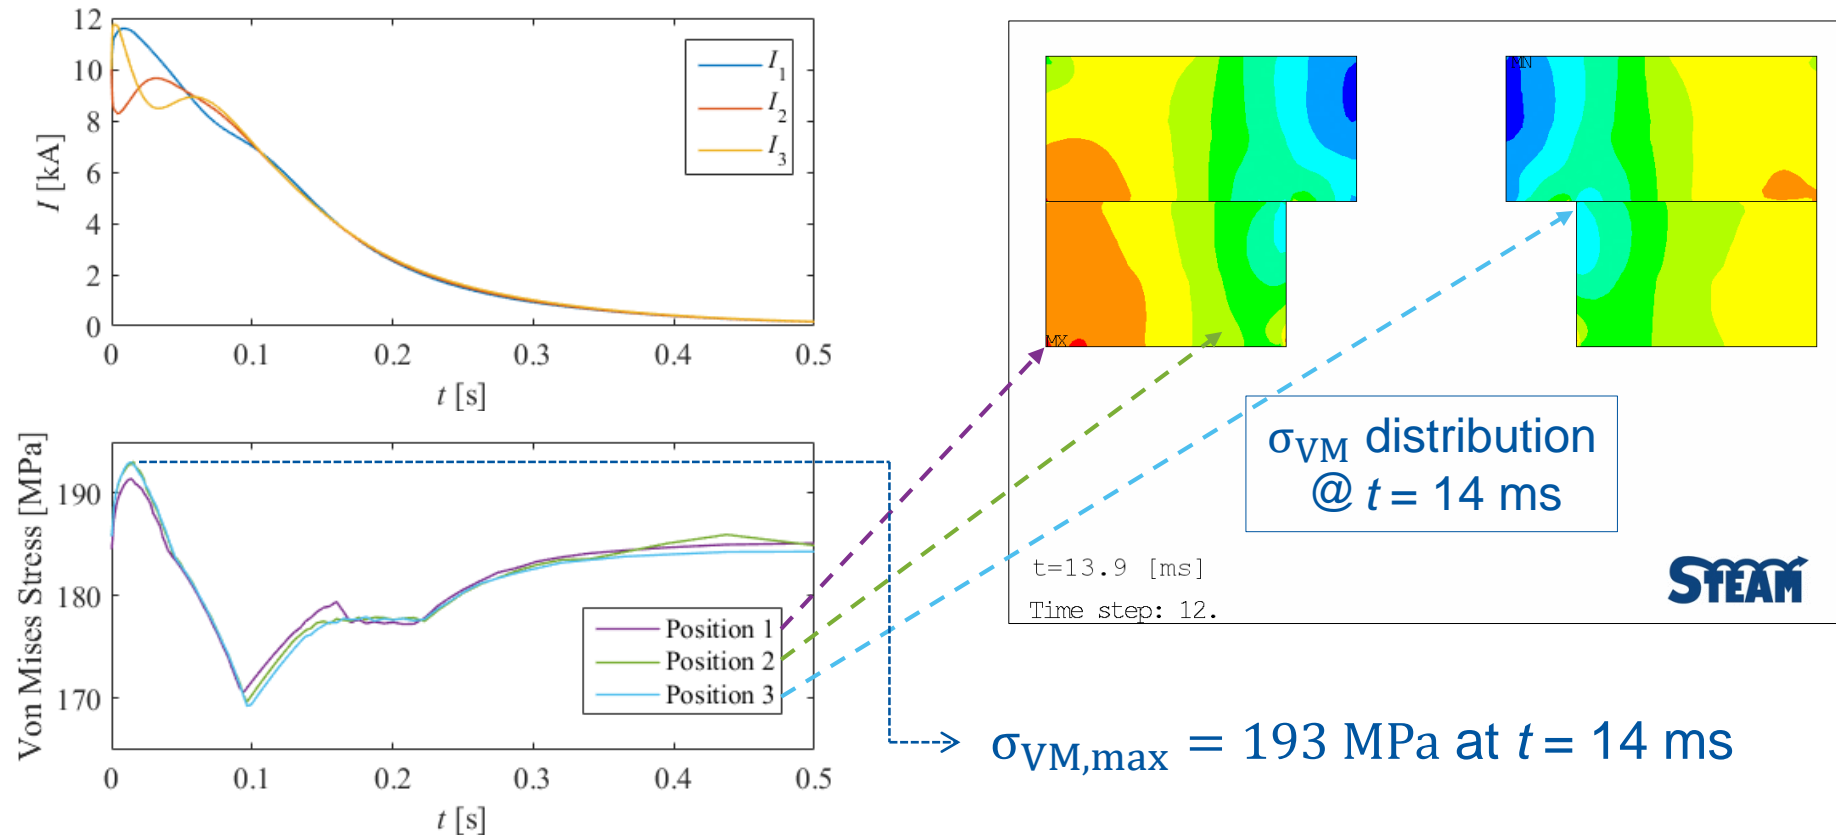 12
10
8
6
4
2
0
I [kA]
I1
I2
I3
0 0.1 0.2 0.3 0.4 0.5
t [s]
190
180
170
Von Mises Stress [MPa]
Position 1
Position 2
Position 3
0 0.1 0.2 0.3 0.4 0.5
t [s]
MN
MX
σVM distribution
@ t = 14 ms
t=13.9 [ms]
Time step: 12.
STEAM
σVM,max = 193 MPa at t = 14 ms